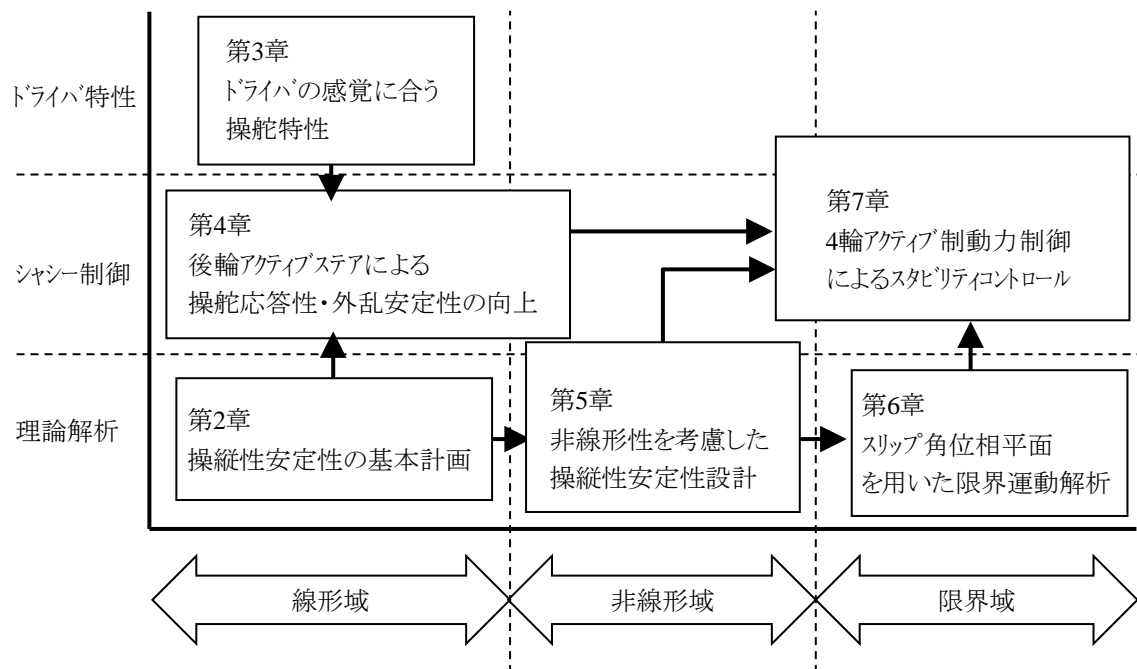 第3章
ドライバの感覚に合う
操舵特性
ドライバ特性
第4章
後輪アクティブステアによる
操舵応答性・外乱安定性の向上
第7章
4輪アクティブ制動力制御
によるスタビリティコントロール
シャシー制御
第2章
操縦性安定性の基本計画
第5章
非線形性を考慮した
操縦性安定性設計
第6章
スリップ角位相平面
を用いた限界運動解析
理論解析
線形域
非線形域
限界域